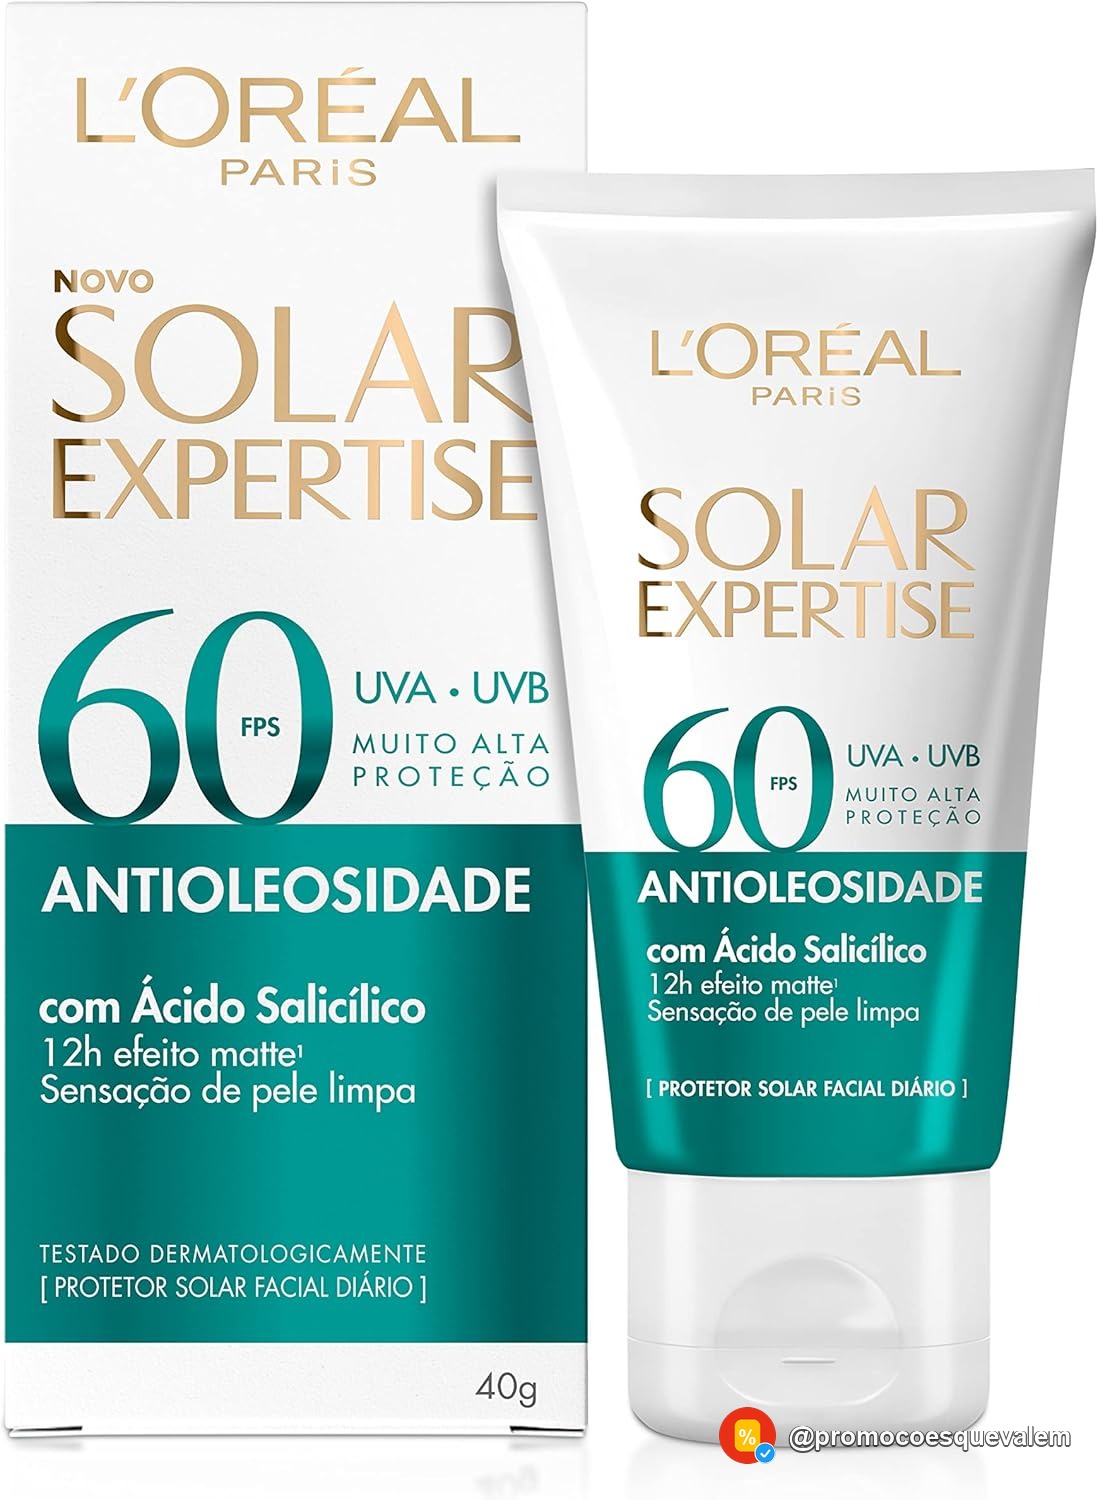 L'ORÉAL
PARiS
NOVO
SOLAR
EXPERTISE
60
FPS
UVA • UVB
MUITO ALTA
PROTEÇÃO
ANTIOLEOSIDADE
com Ácido Salicílico
12h efeito matte¹
Sensação de pele limpa
TESTADO DERMATOLOGICAMENTE
[ PROTETOR SOLAR FACIAL DIÁRIO ]
40g
L'ORÉAL
PARiS
SOLAR
EXPERTISE
60
FPS
UVA • UVB
MUITO ALTA
PROTEÇÃO
ANTIOLEOSIDADE
com Ácido Salicílico
12h efeito matte¹
Sensação de pele limpa
[ PROTETOR SOLAR FACIAL DIÁRIO ]
%
@promocoesquevalem